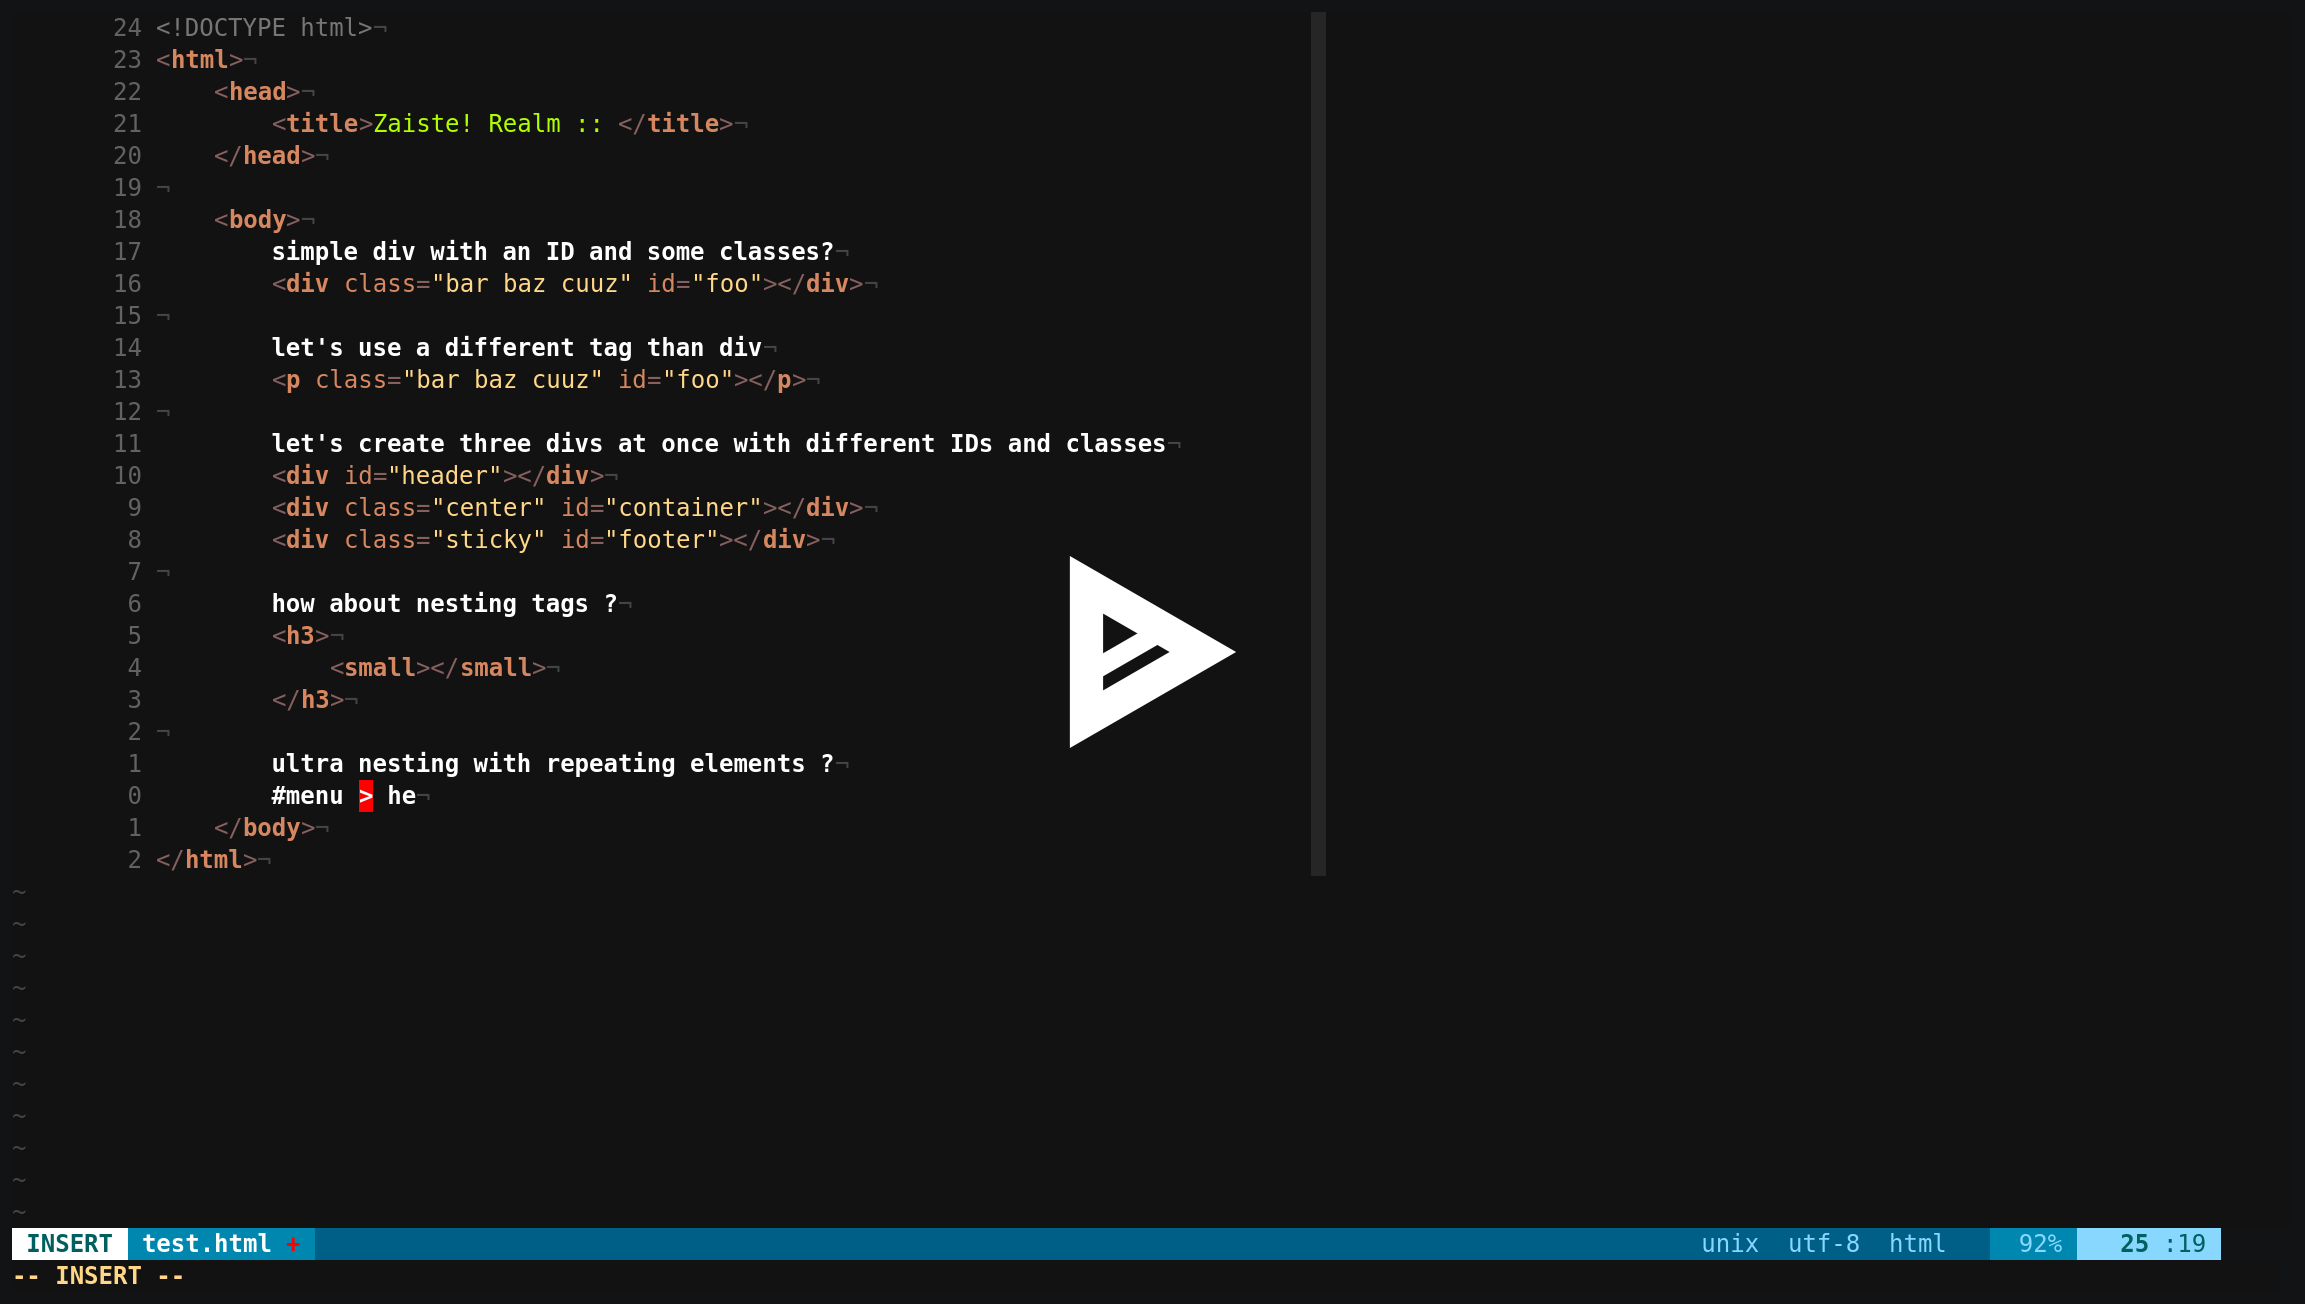 24 <!DOCTYPE html>¬
23 <html>¬
22     <head>¬
21         <title>Zaiste! Realm :: </title>¬
20     </head>¬
19 ¬
18     <body>¬
17         simple div with an ID and some classes?¬
16         <div class="bar baz cuuz" id="foo"></div>¬
15 ¬
14         let's use a different tag than div¬
13         <p class="bar baz cuuz" id="foo"></p>¬
12 ¬
11         let's create three divs at once with different IDs and classes¬
10         <div id="header"></div>¬
9         <div class="center" id="container"></div>¬
8         <div class="sticky" id="footer"></div>¬
7 ¬
6         how about nesting tags ?¬
5         <h3>¬
4             <small></small>¬
3         </h3>¬
2 ¬
1         ultra nesting with repeating elements ?¬
0         #menu > he¬
1     </body>¬
2 </html>¬
~
~
~
~
~
~
~
~
~
~
~
INSERT test.html + unix utf-8 html 92% 25 :19
-- INSERT --